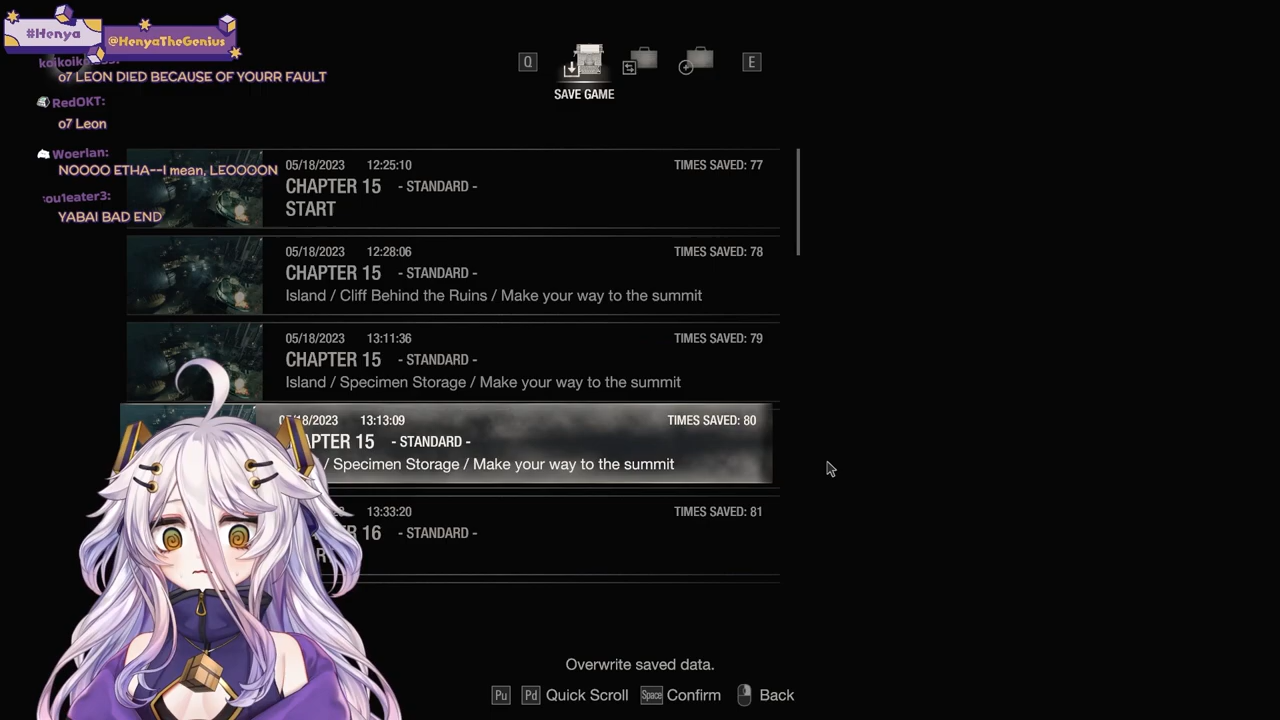 #Henya
@HenyaTheGenius
o7 LEON DIED BECAUSE OF YOURR FAULT
RedOKT:
o7 Leon
Woerlan:
NOOOO ETHA--I mean, LEOOOON
YABAI BAD END
Q
E
SAVE GAME
05/18/2023 12:25:10 TIMES SAVED: 77
CHAPTER 15 - STANDARD -
START
05/18/2023 12:28:06 TIMES SAVED: 78
CHAPTER 15 - STANDARD -
Island / Cliff Behind the Ruins / Make your way to the summit
05/18/2023 13:11:36 TIMES SAVED: 79
CHAPTER 15 - STANDARD -
Island / Specimen Storage / Make your way to the summit
13:13:09 TIMES SAVED: 80
15 - STANDARD -
/ Specimen Storage / Make your way to the summit
13:33:20 TIMES SAVED: 81
16 - STANDARD -
Overwrite saved data.
Pu Pd Quick Scroll Space Confirm Back